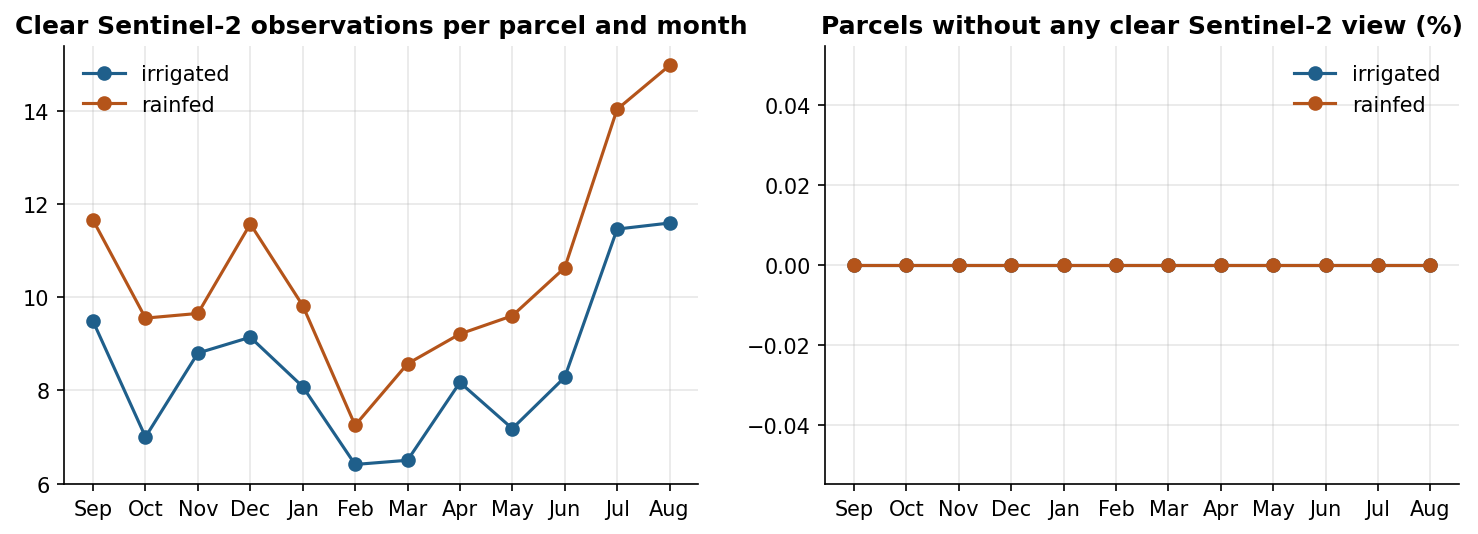 Clear Sentinel-2 observations per parcel and month
irrigated
rainfed
14
12
10
8
6
Sep Oct Nov Dec Jan Feb Mar Apr May Jun Jul Aug
Parcels without any clear Sentinel-2 view (%)
irrigated
rainfed
0.04
0.02
0.00
−0.02
−0.04
Sep Oct Nov Dec Jan Feb Mar Apr May Jun Jul Aug